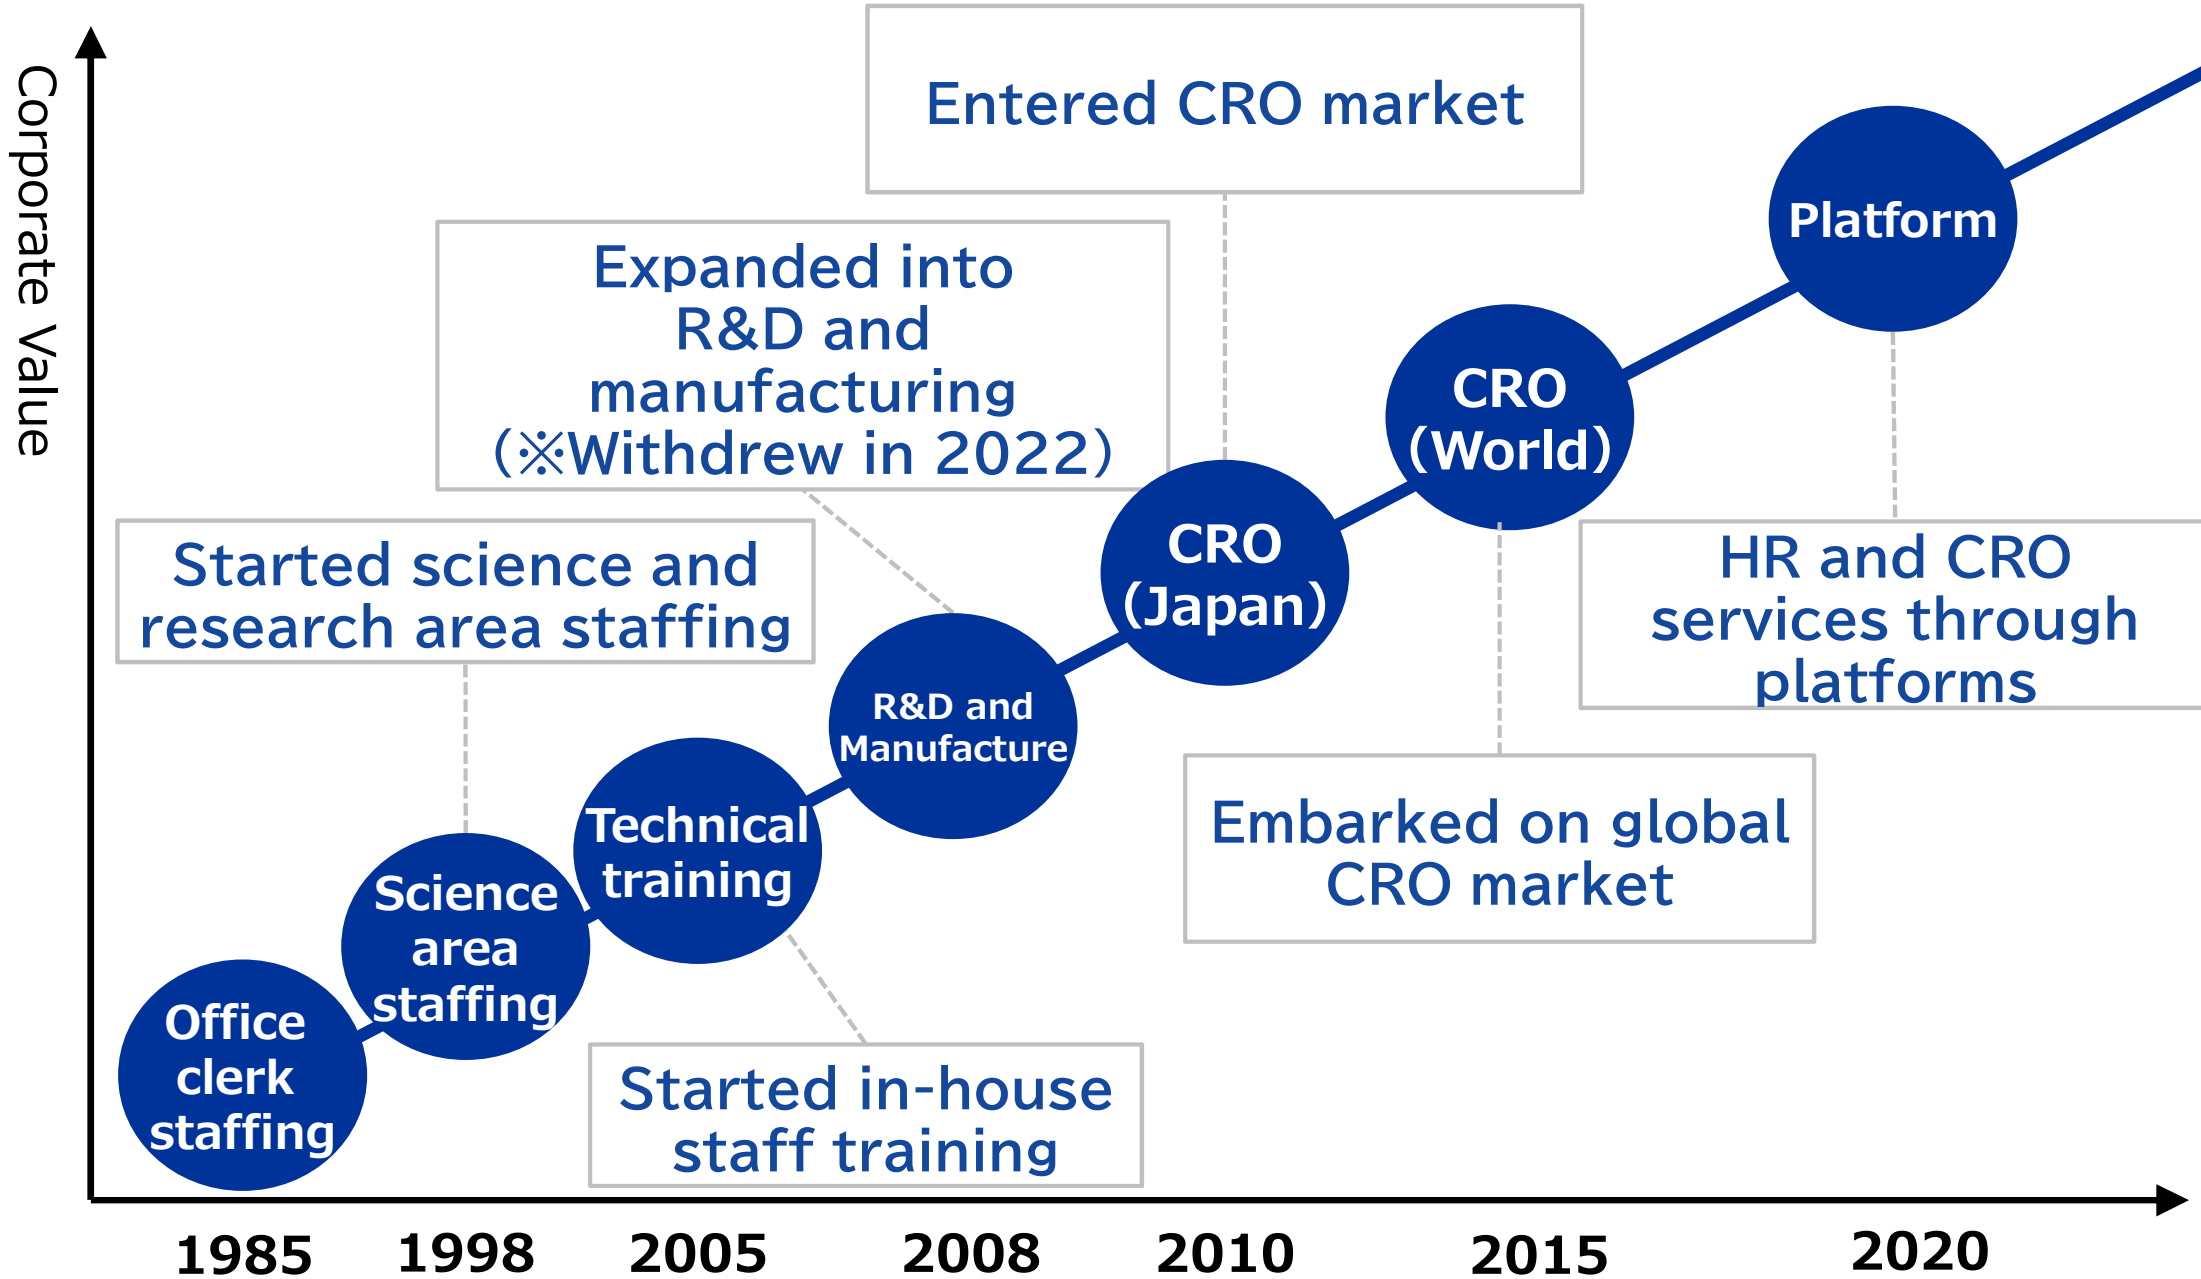 Corporate Value
Entered CRO market
Expanded into
R&D and
manufacturing
(※Withdrew in 2022)
Started science and
research area staffing
Platform
CRO
(World)
CRO
(Japan)
HR and CRO
services through
platforms
R&D and
Manufacture
Technical
training
Embarked on global
CRO market
Science
area
staffing
Office
clerk
staffing
Started in-house
staff training
1985
1998
2005
2008
2010
2015
2020